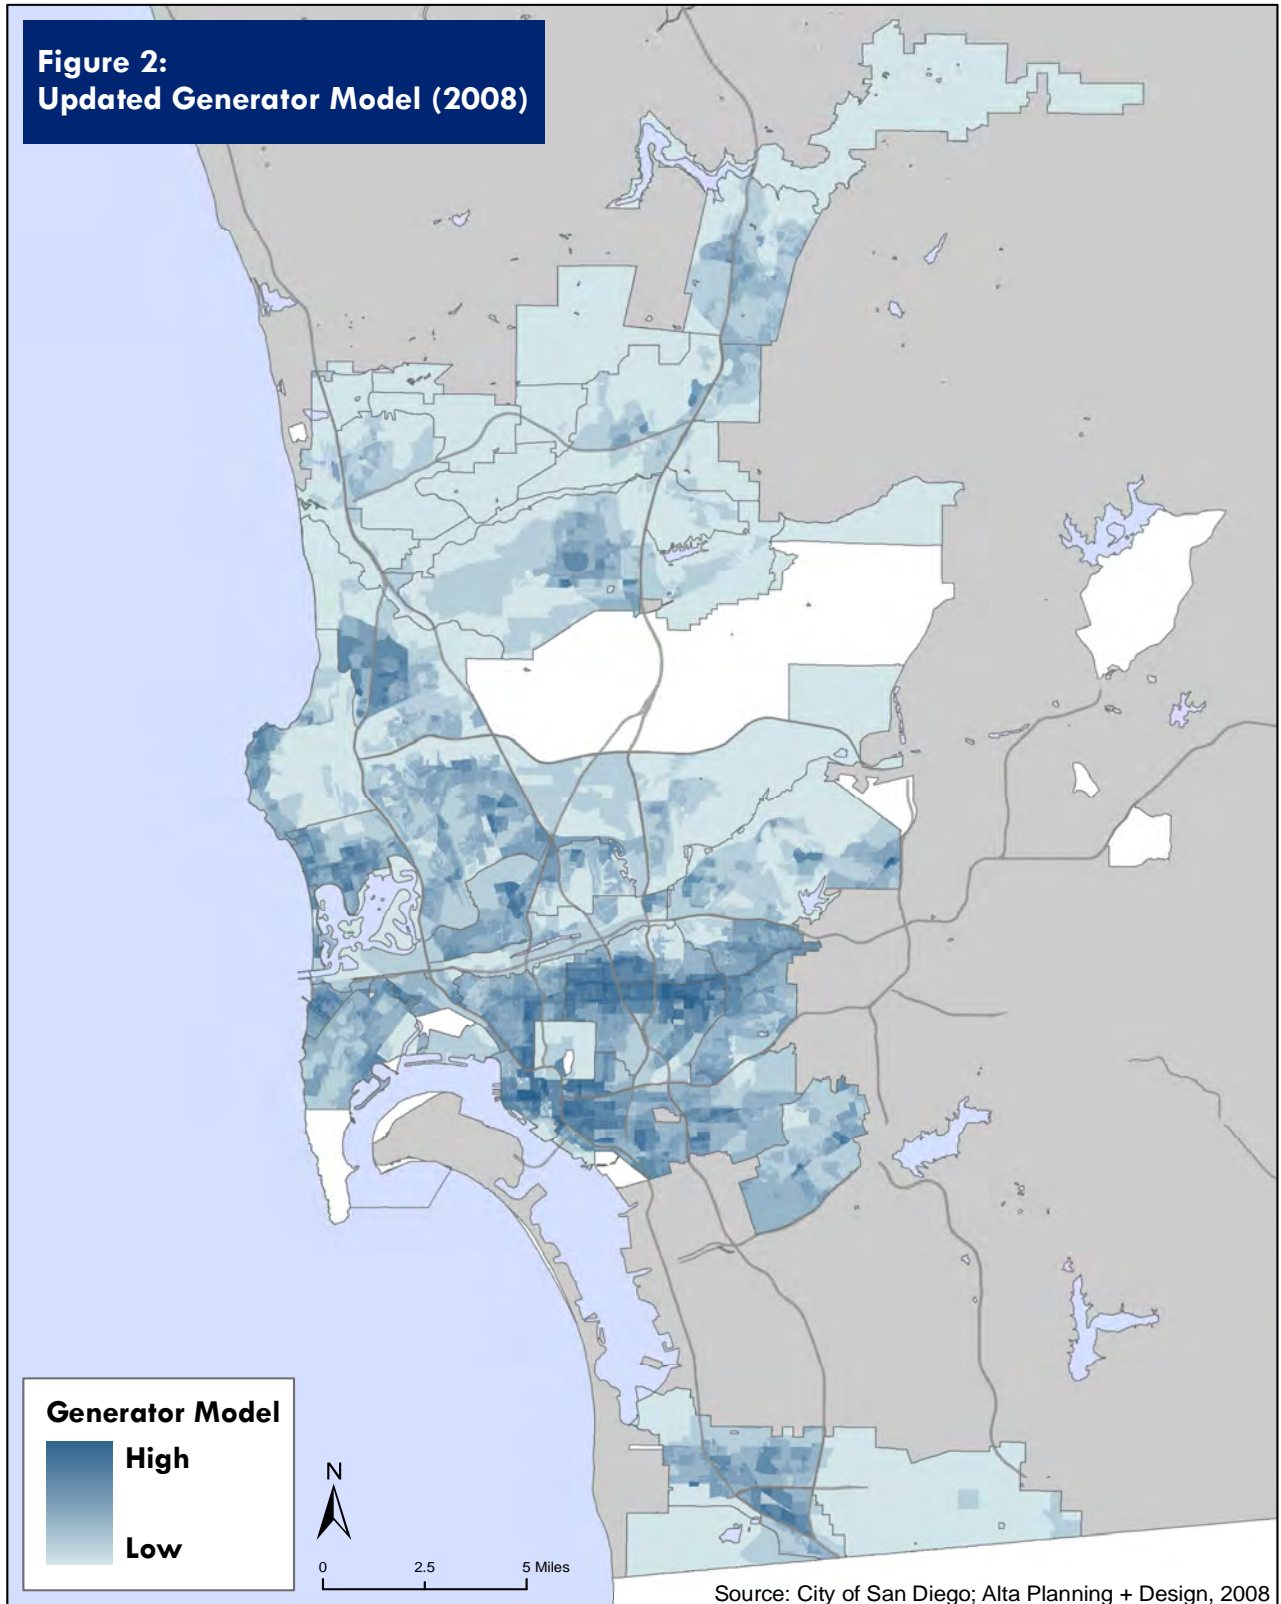 Figure 2:
Updated Generator Model (2008)
Generator Model
High
Low
N
0 2.5 5 Miles
Source: City of San Diego; Alta Planning + Design, 2008